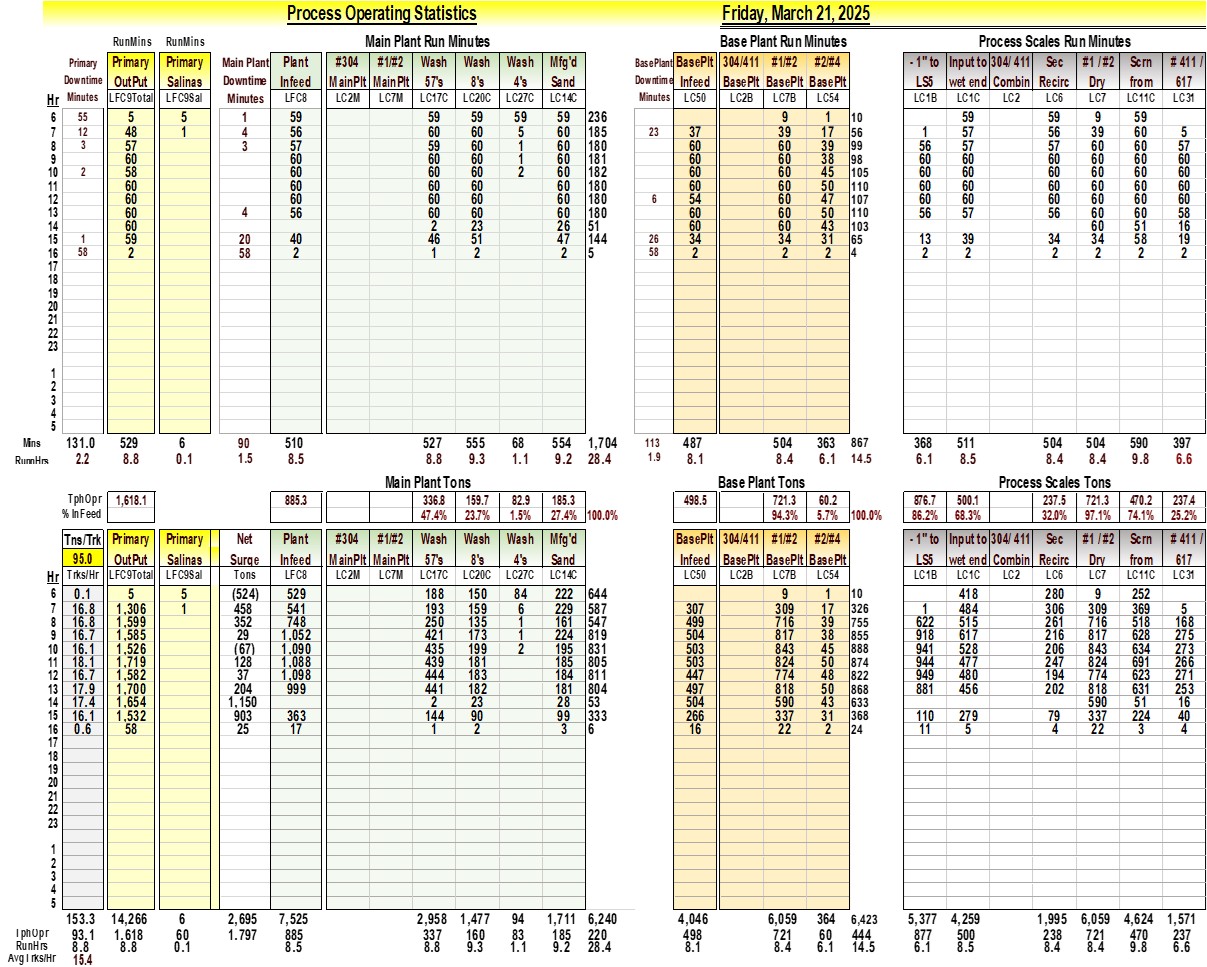 Process Operating Statistics Friday, March 21, 2025
RunMins RunMins Main Plant Run Minutes Base Plant Run Minutes Process Scales Run Minutes
Primary Primary Primary Main Plant Plant #304 #1/#2 Wash Wash Wash Mfg'd BasePlant BasePlt 304/411 #1/#2 #2/#4 - 1" to Input to 304/ 411 Sec #1 / #2 Scrn # 411 /
Downtime OutPut Salinas Downtime Infeed MainPlt MainPlt 57's 8's 4's Sand Downtime Infeed BasePlt BasePlt BasePlt LS5 wet end Combin Recirc Dry from 617
Hr Minutes LFC9Total LFC9Sal Minutes LFC8 LC2M LC7M LC17C LC20C LC27C LC14C Minutes LC50 LC2B LC7B LC54 LC1B LC1C LC2 LC6 LC7 LC11C LC31
6 55 5 5 1 59 59 59 59 59 236 9 1 10 59 59 9 59
7 12 48 1 4 56 60 60 5 60 185 23 37 39 17 56 1 57 56 39 60 5
8 3 57 3 57 59 60 1 60 180 60 60 39 99 56 57 57 60 60 57
9 60 60 60 60 1 60 181 60 60 38 98 60 60 60 60 60 60
10 2 58 60 60 60 2 60 182 60 60 45 105 60 60 60 60 60 60
11 60 60 60 60 60 180 60 60 50 110 60 60 60 60 60 60
12 60 60 60 60 60 180 6 54 60 47 107 60 60 60 60 60 60
13 60 4 56 60 60 60 180 60 60 50 110 56 57 56 60 60 58
14 60 2 23 26 51 60 60 43 103 60 51 16
15 1 59 20 40 46 51 47 144 26 34 34 31 65 13 39 34 34 58 19
16 58 2 58 2 1 2 2 5 58 2 2 2 4 2 2 2 2 2 2
17
18
19
20
21
22
23
1
2
3
4
5
Mins 131.0 529 6 90 510 527 555 68 554 1,704 113 487 504 363 867 368 511 504 504 590 397
RunnHrs 2.2 8.8 0.1 1.5 8.5 8.8 9.3 1.1 9.2 28.4 1.9 8.1 8.4 6.1 14.5 6.1 8.5 8.4 8.4 9.8 6.6
Main Plant Tons Base Plant Tons Process Scales Tons
TphOpr 1,618.1 885.3 336.8 159.7 82.9 185.3 498.5 721.3 60.2 876.7 500.1 237.5 721.3 470.2 237.4
% InFeed 47.4% 23.7% 1.5% 27.4% 100.0% 94.3% 5.7% 100.0% 86.2% 68.3% 32.0% 97.1% 74.1% 25.2%
Tns/Trk Primary Primary Net Plant #304 #1/#2 Wash Wash Wash Mfg'd BasePlt 304/411 #1/#2 #2/#4 - 1" to Input to 304/ 411 Sec #1 / #2 Scrn # 411 /
95.0 OutPut Salinas Surge Infeed MainPlt MainPlt 57's 8's 4's Sand Infeed BasePlt BasePlt BasePlt LS5 wet end Combin Recirc Dry from 617
Hr Trks/Hr LFC9Total LFC9Sal Tons LFC8 LC2M LC7M LC17C LC20C LC27C LC14C LC50 LC2B LC7B LC54 LC1B LC1C LC2 LC6 LC7 LC11C LC31
6 0.1 5 5 (524) 529 188 150 84 222 644 9 1 10 418 280 9 252
7 16.8 1,306 1 458 541 193 159 6 229 587 307 309 17 326 1 484 306 309 369 5
8 16.8 1,599 352 748 250 135 1 161 547 499 716 39 755 622 515 261 716 518 168
9 16.7 1,585 29 1,052 421 173 1 224 819 504 817 38 855 918 617 216 817 628 275
10 16.1 1,526 (67) 1,090 435 199 2 195 831 503 843 45 888 941 528 206 843 634 273
11 18.1 1,719 128 1,088 439 181 185 805 503 824 50 874 944 477 247 824 691 266
12 16.7 1,582 37 1,098 444 183 184 811 447 774 48 822 949 480 194 774 623 271
13 17.9 1,700 204 999 441 182 181 804 497 818 50 868 881 456 202 818 631 253
14 17.4 1,654 1,150 2 23 28 53 504 590 43 633 590 51 16
15 16.1 1,532 903 363 144 90 99 333 266 337 31 368 110 279 79 337 224 40
16 0.6 58 25 17 1 2 3 6 16 22 2 24 11 5 4 22 3 4
17
18
19
20
21
22
23
1
2
3
4
5
153.3 14,266 6 2,695 7,525 2,958 1,477 94 1,711 6,240 4,046 6,059 364 6,423 5,377 4,259 1,995 6,059 4,624 1,571
TphOpr 93.1 1.618 60 1.797 885 337 160 83 185 220 498 721 60 444 877 500 238 721 470 237
RunHrs 8.8 8.8 0.1 8.5 8.8 9.3 1.1 9.2 28.4 8.1 8.4 6.1 14.5 6.1 8.5 8.4 8.4 9.8 6.6
AvgTrks/Hr 15.4